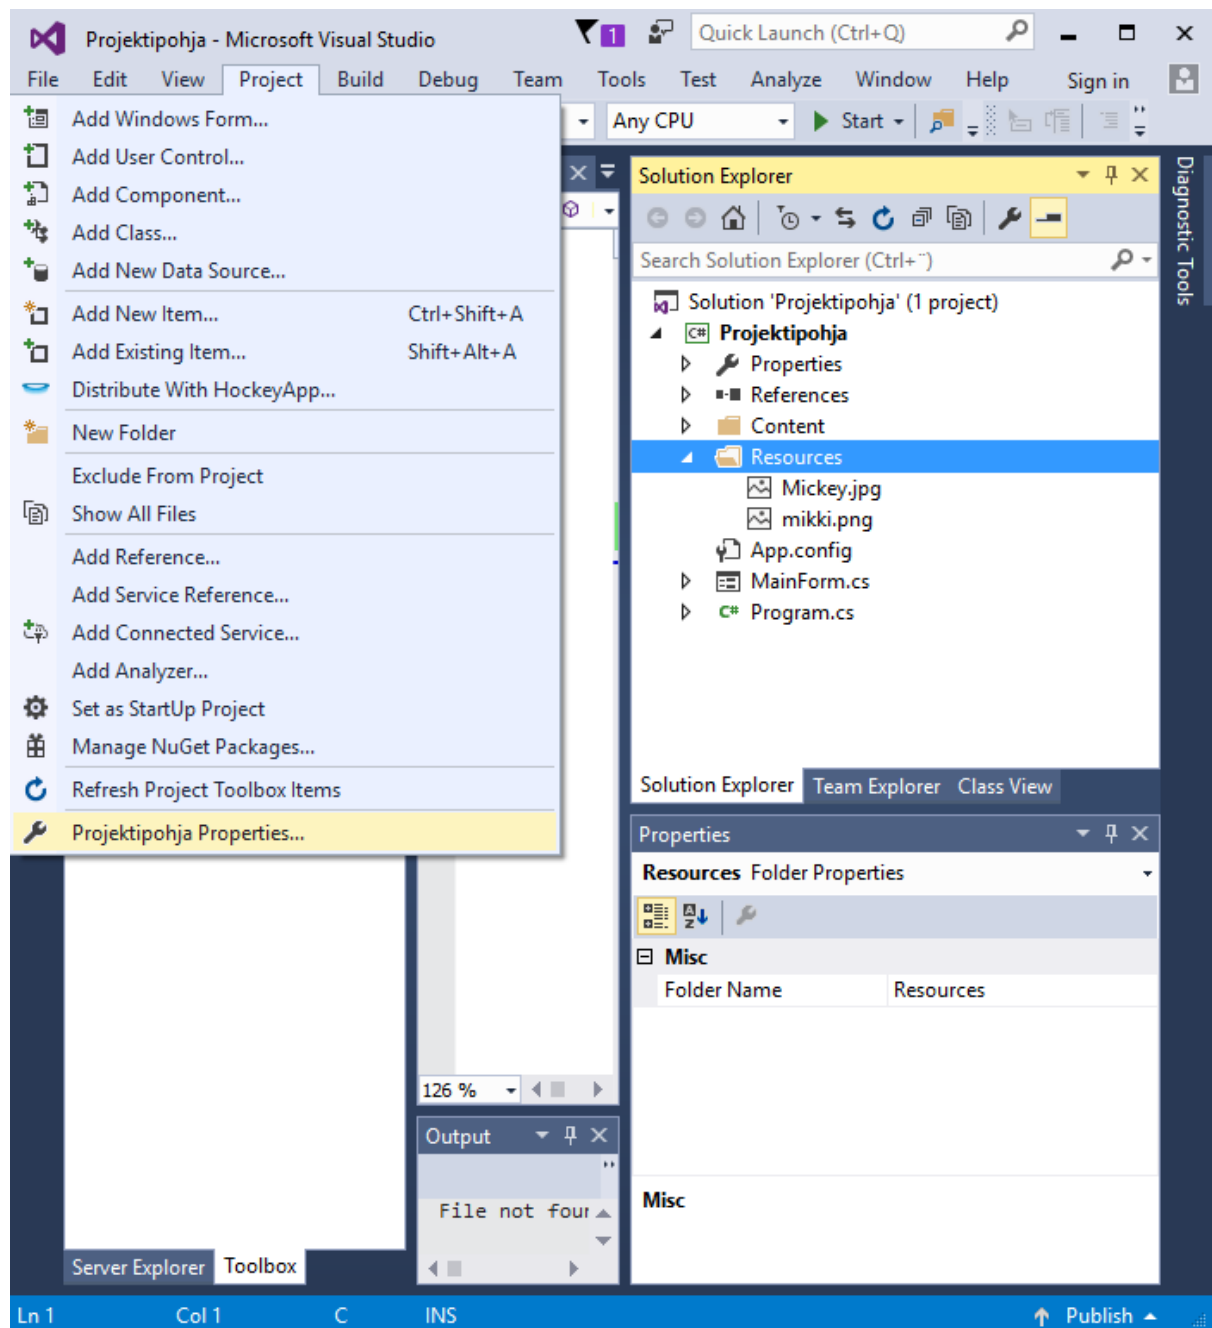 Projektipohja - Microsoft Visual Studio
1
Quick Launch (Ctrl+Q)
File Edit View Project Build Debug Team Tools Test Analyze Window Help Sign in
Any CPU Start
Add Windows Form...
Add User Control...
Add Component...
Add Class...
Add New Data Source...
Add New Item... Ctrl+Shift+A
Add Existing Item... Shift+Alt+A
Distribute With HockeyApp...
New Folder
Exclude From Project
Show All Files
Add Reference...
Add Service Reference...
Add Connected Service...
Add Analyzer...
Set as StartUp Project
Manage NuGet Packages...
Refresh Project Toolbox Items
Projektipohja Properties...
Solution Explorer
Search Solution Explorer (Ctrl+¨)
Solution 'Projektipohja' (1 project)
C# Projektipohja
Properties
References
Content
Resources
Mickey.jpg
mikki.png
App.config
MainForm.cs
C# Program.cs
Solution Explorer Team Explorer Class View
Diagnostic Tools
Properties
Resources Folder Properties
Misc
Folder Name Resources
Misc
126 %
Output
File not four
Server Explorer Toolbox
Ln 1 Col 1 C INS Publish